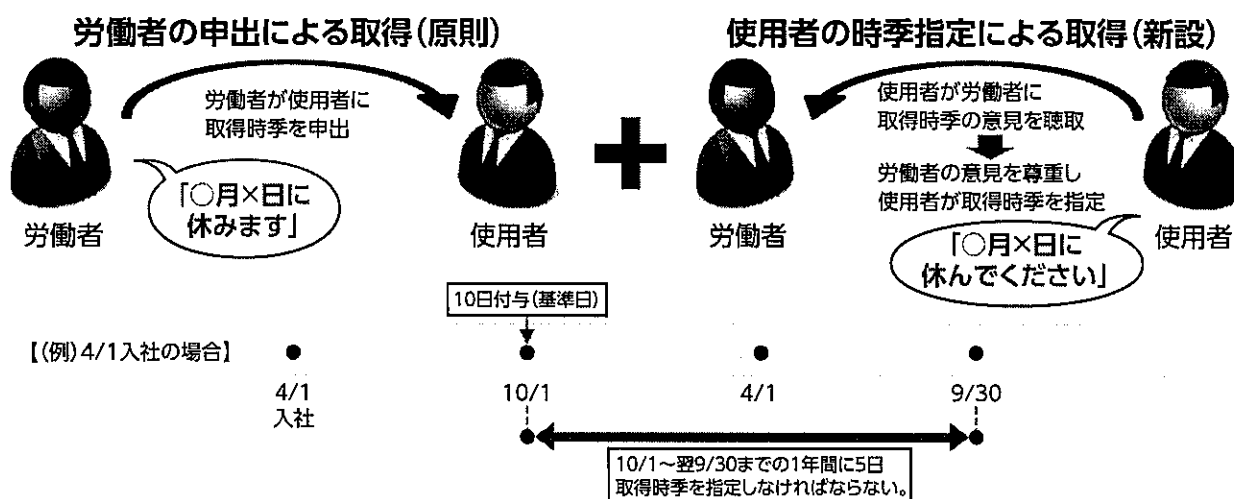 労働者の申出による取得(原則)
労働者が使用者に
取得時季を申出
「○月×日に
休みます」
労働者
使用者
使用者の時季指定による取得(新設)
使用者が労働者に
取得時季の意見を聴取
労働者の意見を尊重し
使用者が取得時季を指定
「○月×日に
休んでください」
労働者
使用者
10日付与(基準日)
【(例)4/1入社の場合】
4/1
入社
10/1
4/1
9/30
10/1~翌9/30までの1年間に5日
取得時季を指定しなければならない。